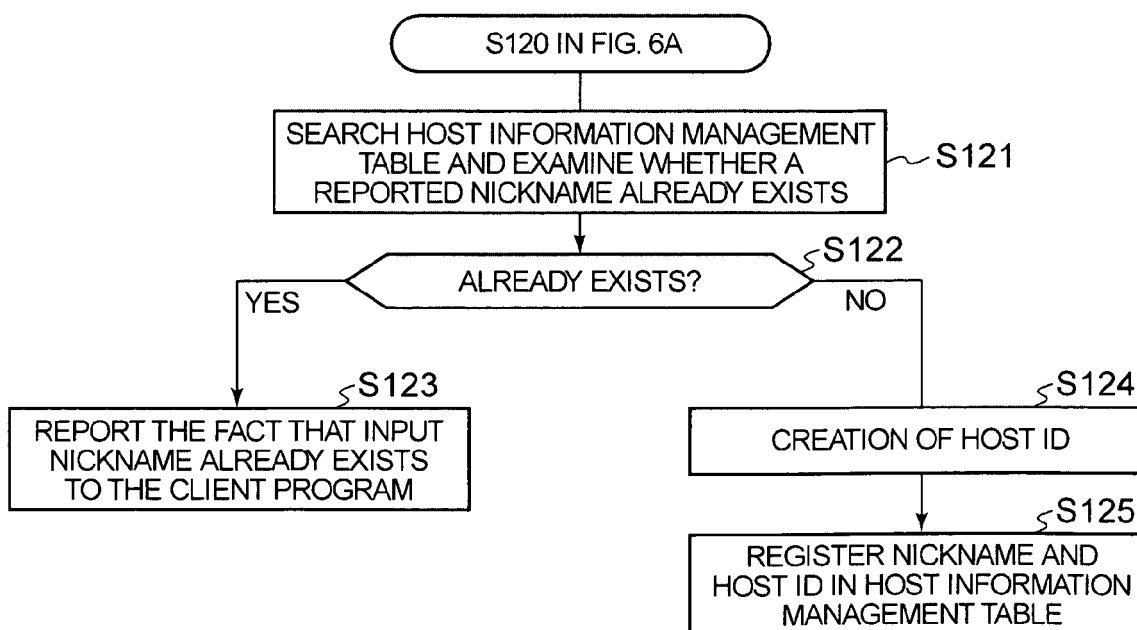 S120 IN FIG. 6A
SEARCH HOST INFORMATION MANAGEMENT
TABLE AND EXAMINE WHETHER A
REPORTED NICKNAME ALREADY EXISTS
S121
S122
ALREADY EXISTS?
YES
NO
S123
REPORT THE FACT THAT INPUT
NICKNAME ALREADY EXISTS
TO THE CLIENT PROGRAM
S124
CREATION OF HOST ID
S125
REGISTER NICKNAME AND
HOST ID IN HOST INFORMATION
MANAGEMENT TABLE